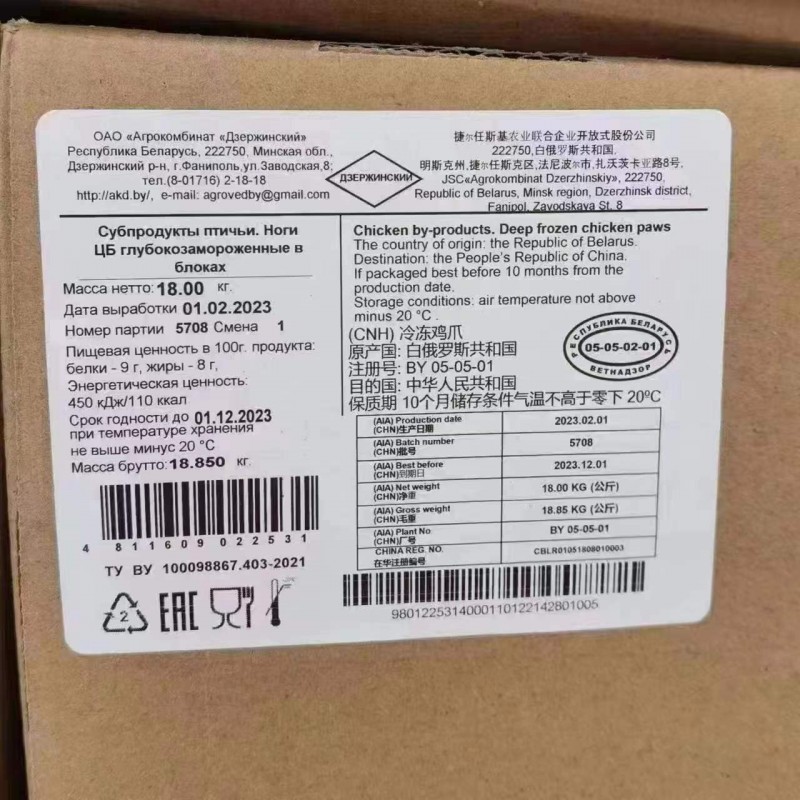 ОАО «Агрокомбинат «Дзержинский»
Республика Беларусь, 222750, Минская обл.,
Дзержинский р-н, г.Фаниполь,ул.Заводская,8;
тел.(8-01716) 2-18-18
http://akd.by/, e-mail: agrovedby@gmail.com
ДЗЕРЖИНСКИЙ
捷尔任斯基农业联合企业开放式股份公司
222750,白俄罗斯共和国,
明斯克州,捷尔任斯克区,法尼波尔市,扎沃茨卡亚路8号,
JSC«Agrokombinat Dzerzhinskiy», 222750,
Republic of Belarus, Minsk region, Dzerzhinsk district,
Fanipol, Zavodskaya St. 8
Субпродукты птичьи. Ноги
ЦБ глубокозамороженные в
блоках
Масса нетто: 18.00 кг.
Дата выработки 01.02.2023
Номер партии 5708 Смена 1
Пищевая ценность в 100г. продукта:
белки - 9 г, жиры - 8 г,
Энергетическая ценность:
450 кДж/110 ккал
Срок годности до 01.12.2023
при температуре хранения
не выше минус 20 °C
Масса брутто: 18.850 кг.
4 811609 022531
ТУ BY 100098867.403-2021
2
EAC
Chicken by-products. Deep frozen chicken paws
The country of origin: the Republic of Belarus.
Destination: the People's Republic of China.
If packaged best before 10 months from the
production date.
Storage conditions: air temperature not above
minus 20 °C .
(CNH) 冷冻鸡爪
原产国: 白俄罗斯共和国
注册号: BY 05-05-01
目的国: 中华人民共和国
保质期 10个月储存条件气温不高于零下 20ºC
РЕСПУБЛИКА БЕЛАРУСЬ
05-05-02-01
ВЕТНАДЗОР
(AIA) Production date
(CHN)生产日期
2023.02.01
(AIA) Batch number
(CHN)批号
5708
(AIA) Best before
(CHN)到期日
2023.12.01
(AIA) Net weight
(CHN)净重
18.00 KG (公斤)
(AIA) Gross weight
(CHN)毛重
18.85 KG (公斤)
(AIA) Plant No
(CHN)厂号
BY 05-05-01
CHINA REG. NO.
在华注册编号
CBLR01051808010003
980122531400011012214280​1005